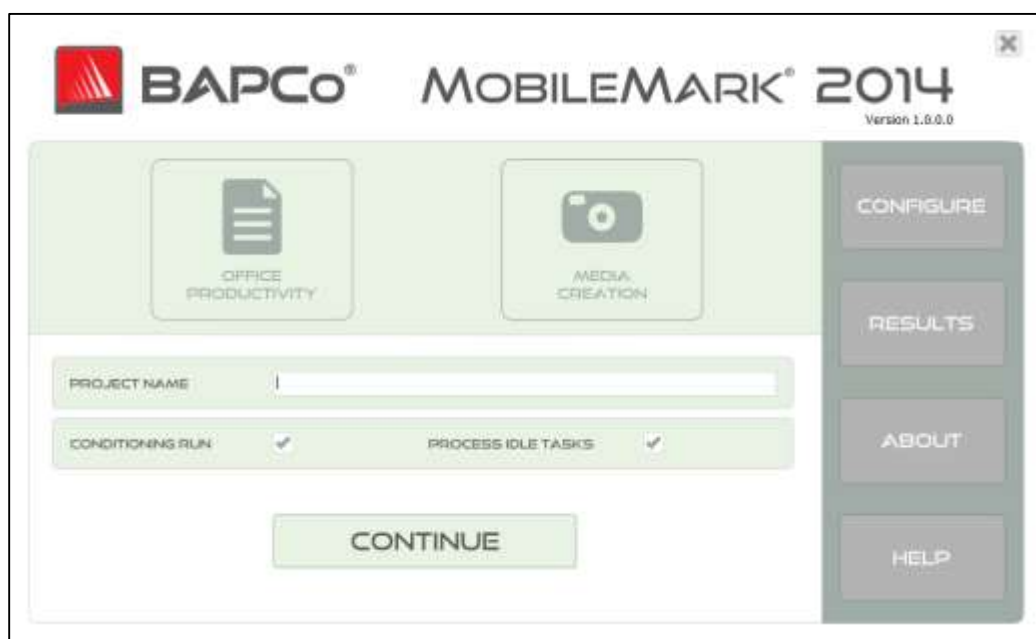 BAPCo® MOBILEMARK® 2014
Version 1.0.0.0
OFFICE
PRODUCTIVITY
MEDIA
CREATION
CONFIGURE
RESULTS
PROJECT NAME
CONDITIONING RUN PROCESS IDLE TASKS
ABOUT
CONTINUE
HELP